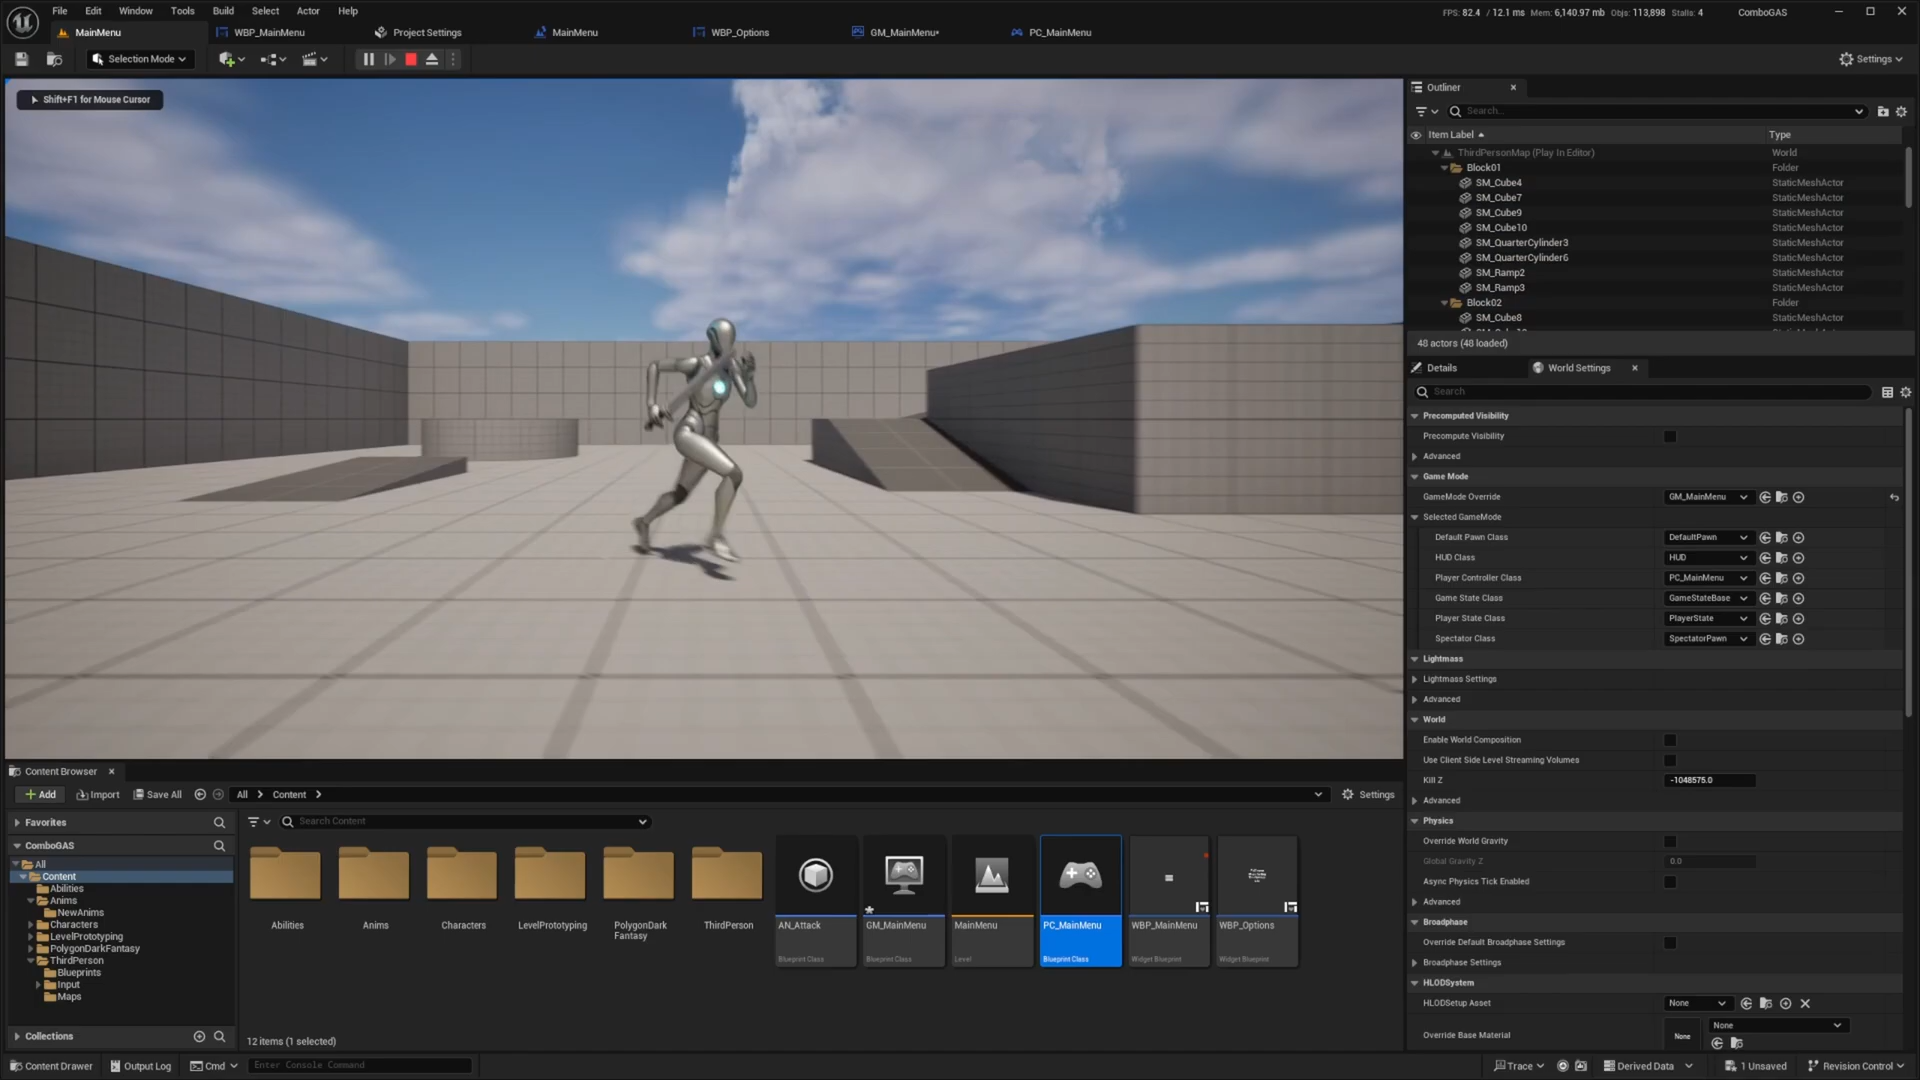 File Edit Window Tools Build Select Actor Help
FPS: 82.4 / 12.1 ms Mem: 6,140.97 mb Objs: 113,898 Stalls: 4 ComboGAS
MainMenu WBP_MainMenu Project Settings MainMenu WBP_Options GM_MainMenu* PC_MainMenu
Selection Mode Settings
Shift+F1 for Mouse Cursor
Outliner
Search...
Item Label Type
ThirdPersonMap (Play In Editor) World
Block01 Folder
SM_Cube4 StaticMeshActor
SM_Cube7 StaticMeshActor
SM_Cube9 StaticMeshActor
SM_Cube10 StaticMeshActor
SM_QuarterCylinder3 StaticMeshActor
SM_QuarterCylinder6 StaticMeshActor
SM_Ramp2 StaticMeshActor
SM_Ramp3 StaticMeshActor
Block02 Folder
SM_Cube8 StaticMeshActor
48 actors (48 loaded)
Details World Settings
Search
Precomputed Visibility
Precompute Visibility
Advanced
Game Mode
GameMode Override GM_MainMenu
Selected GameMode
Default Pawn Class DefaultPawn
HUD Class HUD
Player Controller Class PC_MainMenu
Game State Class GameStateBase
Player State Class PlayerState
Spectator Class SpectatorPawn
Lightmass
Lightmass Settings
Advanced
World
Enable World Composition
Use Client Side Level Streaming Volumes
Kill Z -1048575.0
Advanced
Physics
Override World Gravity
Global Gravity Z 0.0
Async Physics Tick Enabled
Advanced
Broadphase
Override Default Broadphase Settings
Broadphase Settings
HLODSystem
HLODSetup Asset None
Override Base Material None None
Content Browser
Add Import Save All All Content Settings
Favorites
Search Content
ComboGAS
All
Content
Abilities
Anims
NewAnims
Characters
LevelPrototyping
PolygonDarkFantasy
ThirdPerson
Blueprints
Input
Maps
Collections
Abilities Anims Characters LevelPrototyping PolygonDark ThirdPerson AN_Attack GM_MainMenu MainMenu PC_MainMenu WBP_MainMenu WBP_Options
Fantasy
Blueprint Class Blueprint Class Level Blueprint Class Widget Blueprint Widget Blueprint
12 items (1 selected)
Content Drawer Output Log Cmd Enter Console Command Trace Derived Data 1 Unsaved Revision Control